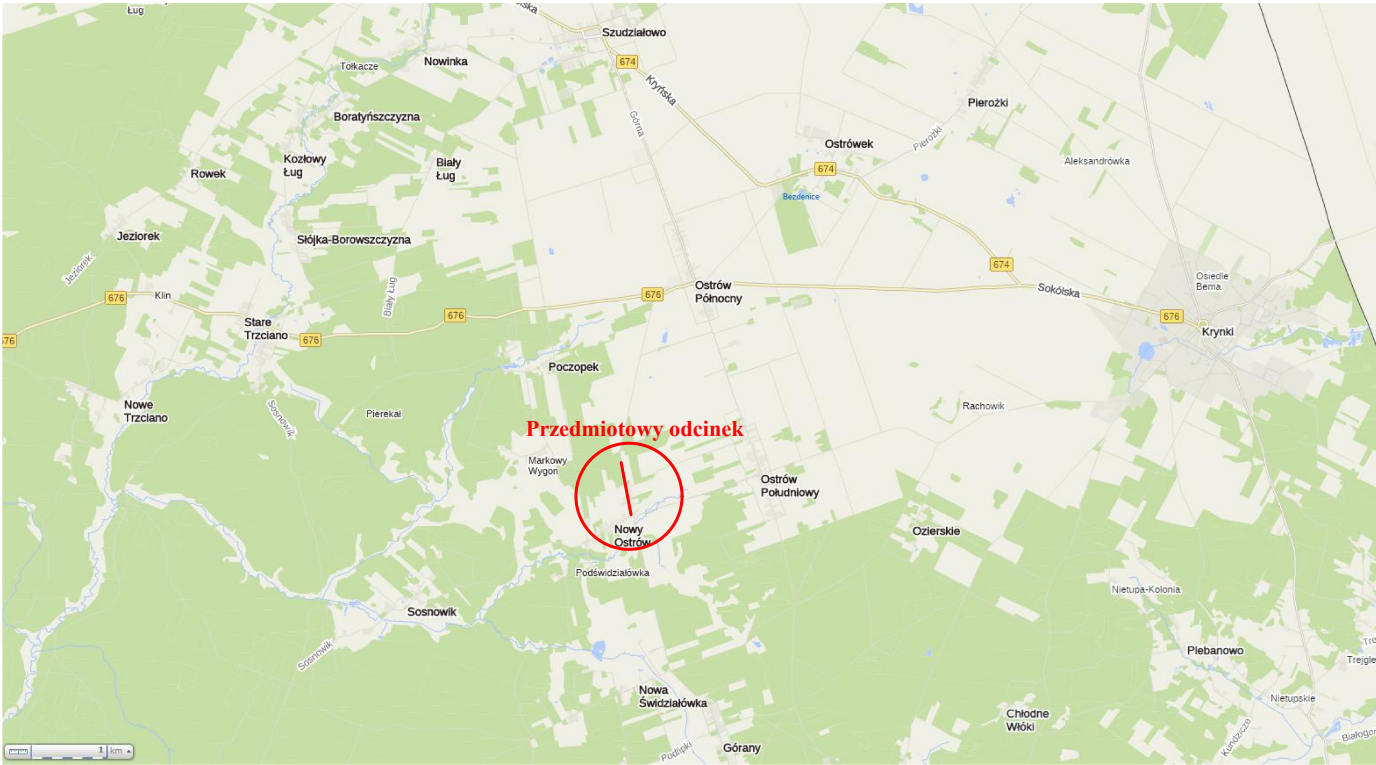 Ług
Szudziałowo
674
Nowinka
Tołkacze
Kryńska
Pierożki
Boratyńszczyzna
Górna
Ostrówek
Pierożki
Kozłowy
Ług
Biały
Ług
Aleksandrówka
Rowek
674
Bezdenice
Jeziorek
Słójka-Borowszczyzna
Jeziorek
674
Osiedle
Bema
Ostrów
Północny
Biały Ług
Sokólska
676
Klin
676
676
676
Stare
Trzciano
676
Krynki
676
Poczopek
Nowe
Trzciano
Sosnowik
Pierekał
Rachowik
Przedmiotowy odcinek
Markowy
Wygon
Ostrów
Południowy
Nowy
Ostrów
Ozierskie
Podświdziałówka
Nietupa-Kolonia
Sosnowik
Sosnowik
Plebanowo
Trejgle
Nowa
Świdziałówka
Nietupskie
Chłodne
Włóki
Kundzicze
Białogor
Podlipki
Górany
1 km